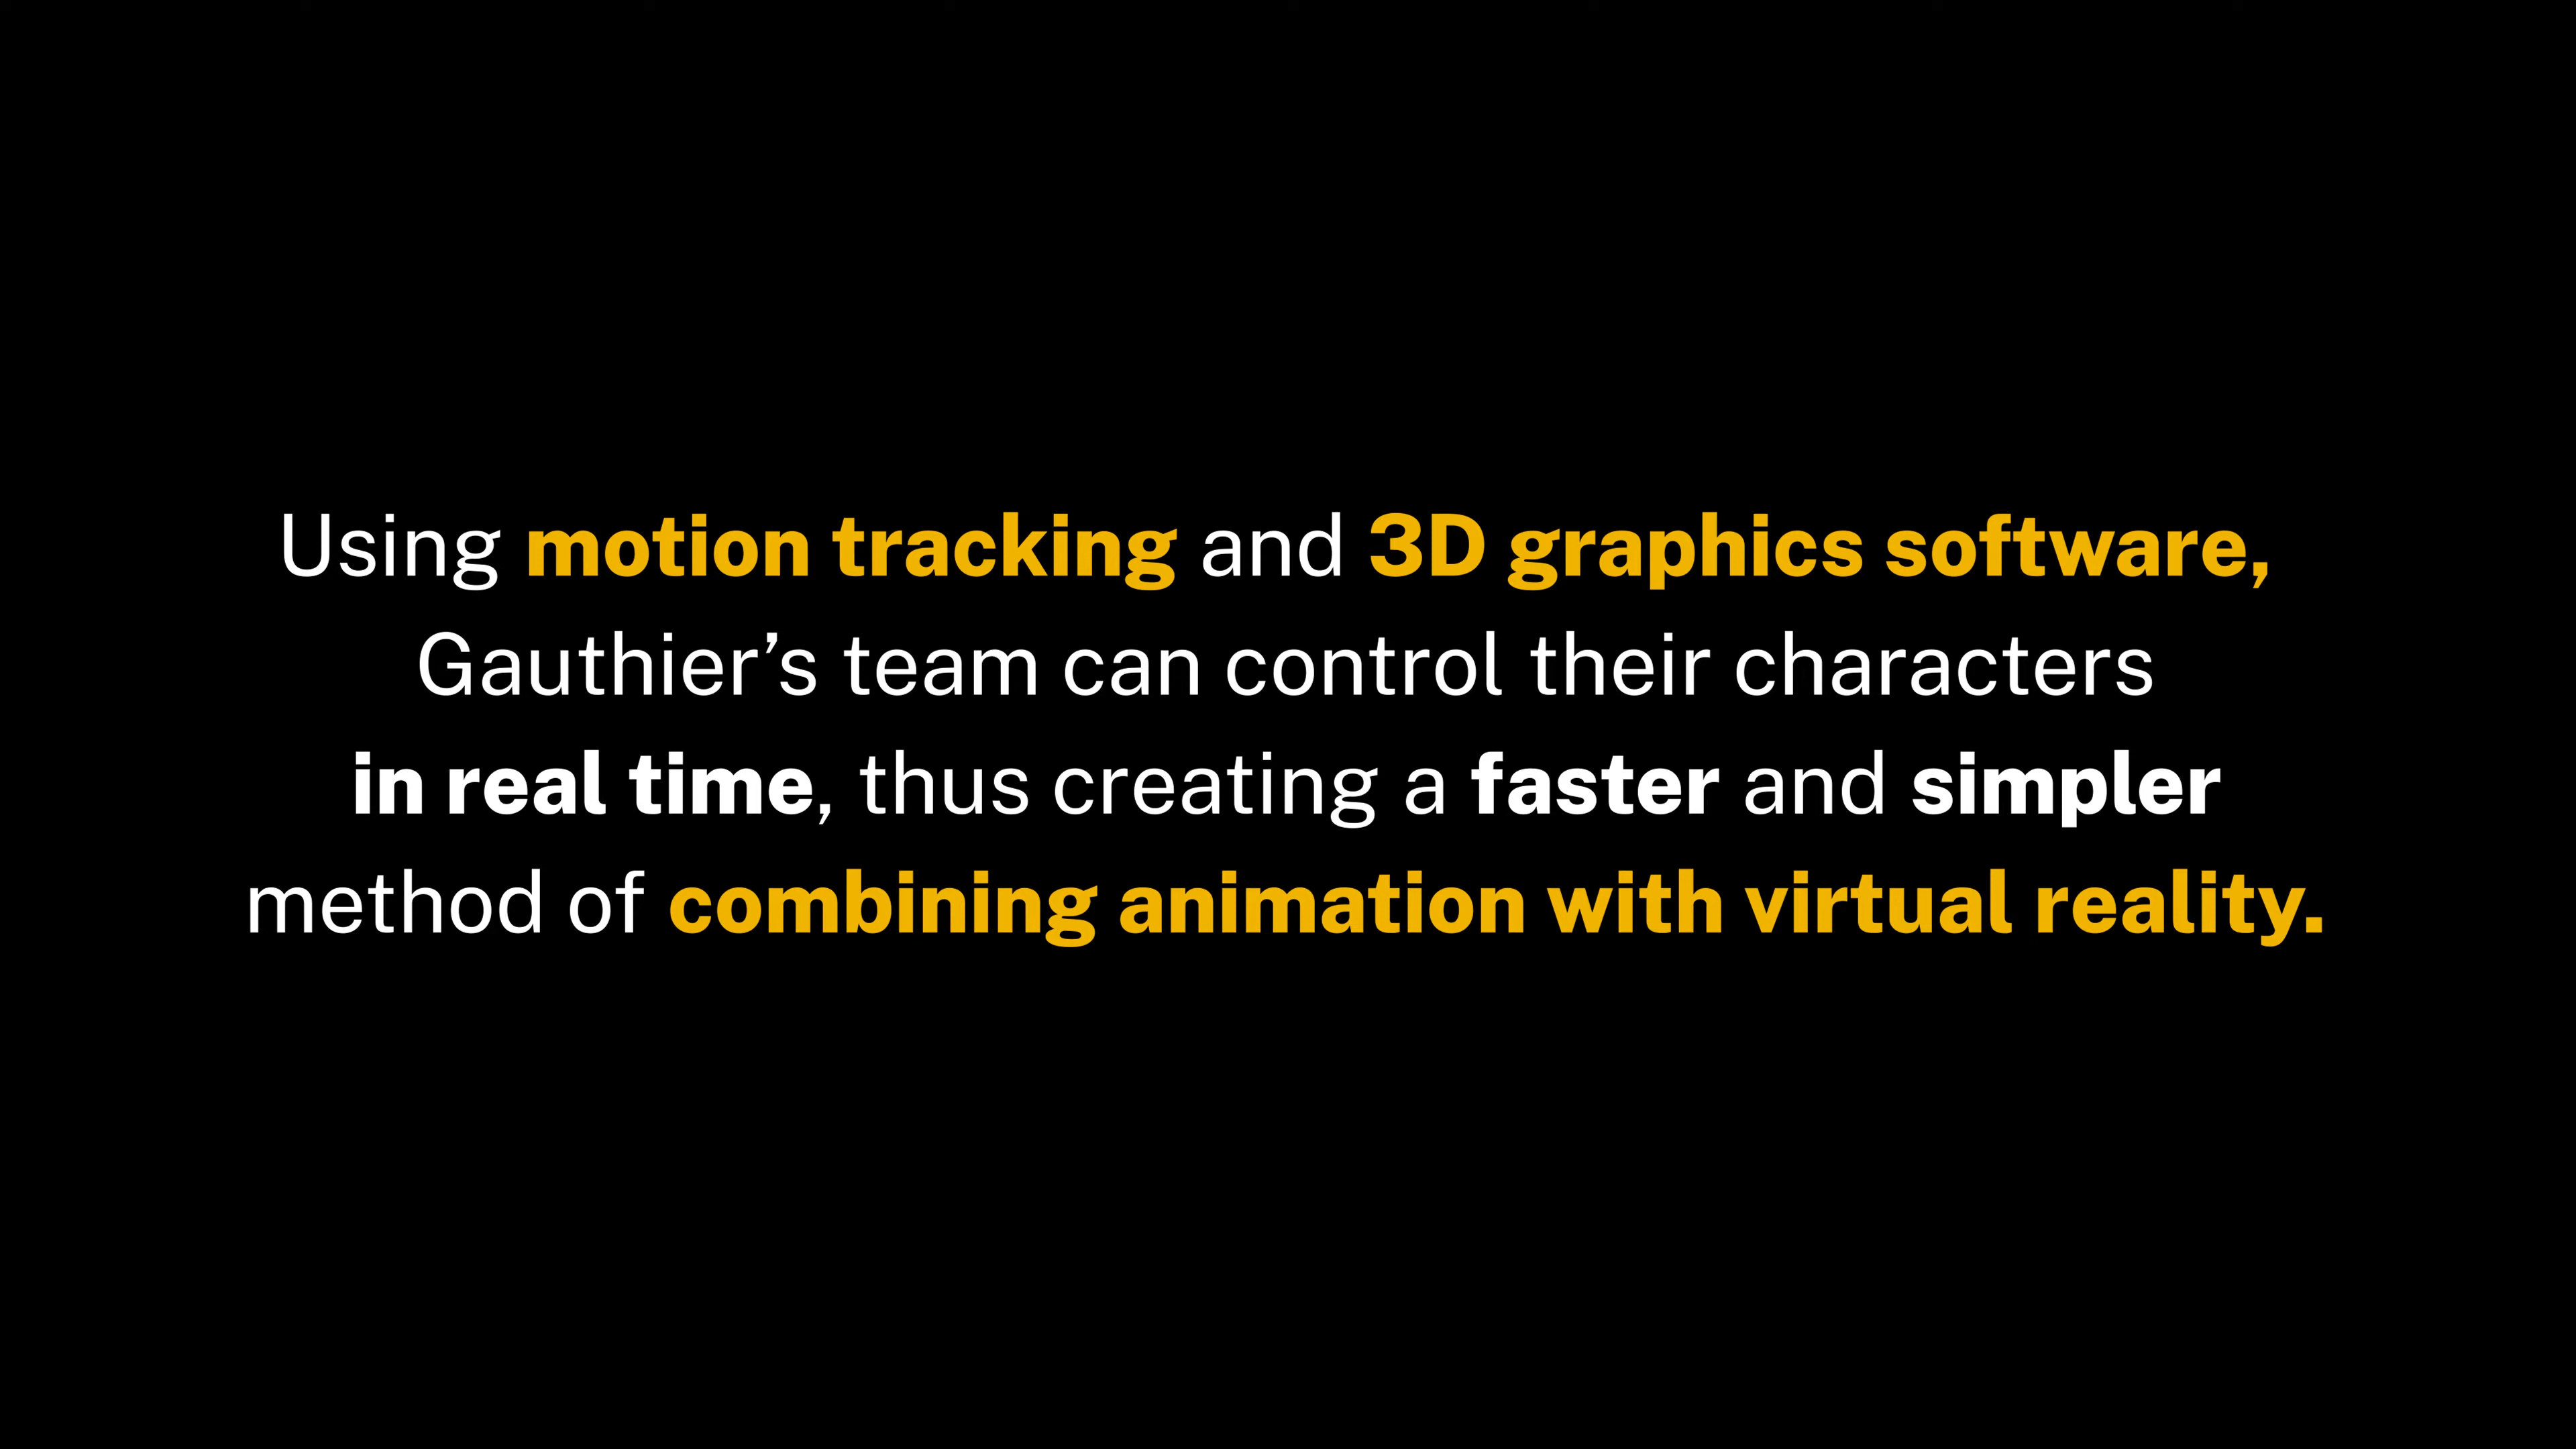 Using motion tracking and 3D graphics software,
Gauthier’s team can control their characters
in real time, thus creating a faster and simpler
method of combining animation with virtual reality.